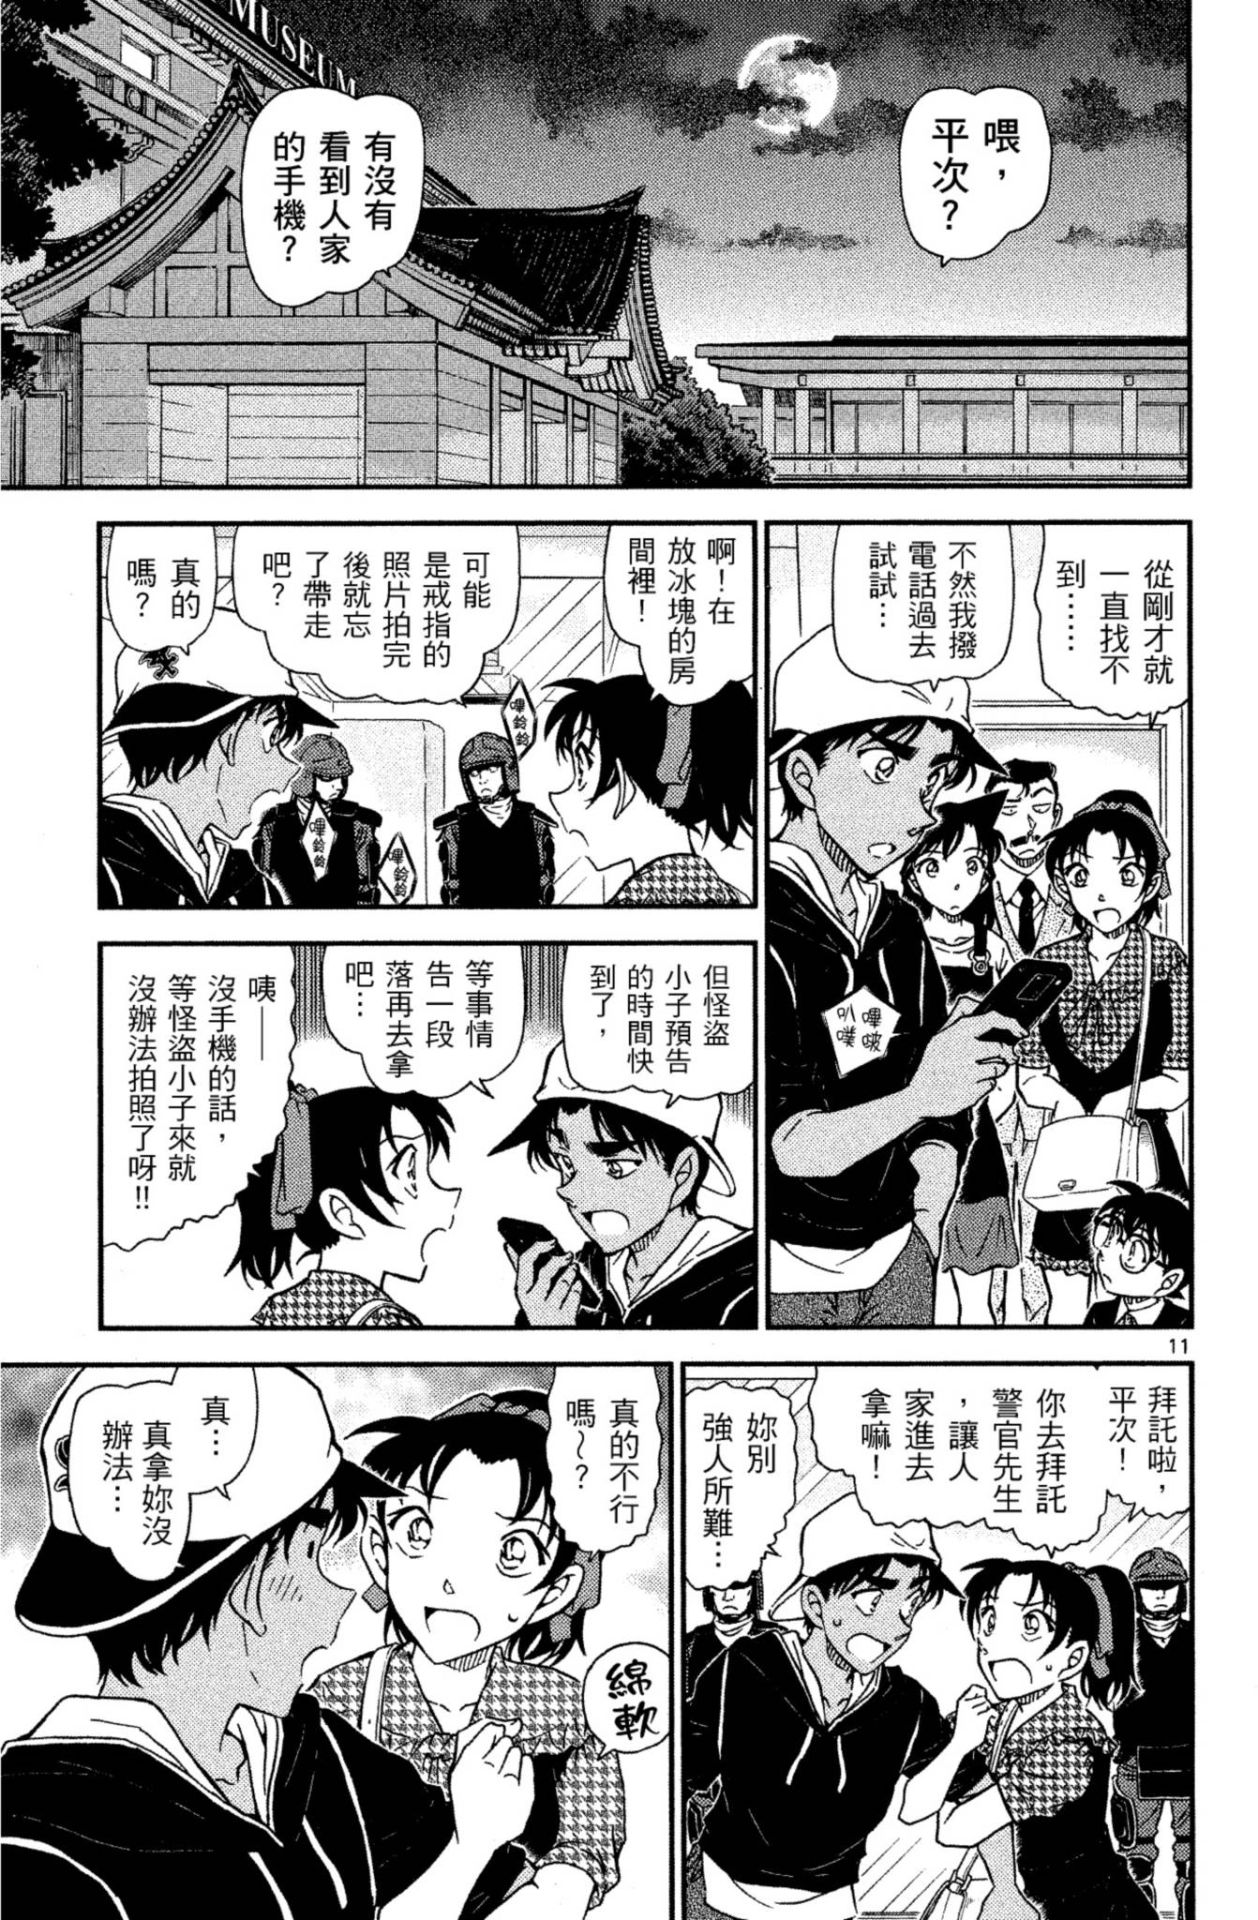 MUSEUM
喂，
平次？
有沒有
看到人家
的手機？
從剛才就
一直找不
到……
不然我撥
電話過去
試試…
嗶啵
叭噗
啊！在
放冰塊的房
間裡！
嗶鈴鈴
嗶鈴鈴
嗶鈴鈴
可能
是戒指的
照片拍完
後就忘
了帶走
吧？
真的
嗎？
但怪盜
小子預告
的時間快
到了，
等事情
告一段
落再去拿
吧…
咦——
沒手機的話，
等怪盜小子來就
沒辦法拍照了呀!!
11
拜託啦，
平次！
你去拜託
警官先生
，讓人
家進去
拿嘛！
妳別
強人所難…
真的不行
嗎～？
綿軟
真…
真拿妳沒
辦法…